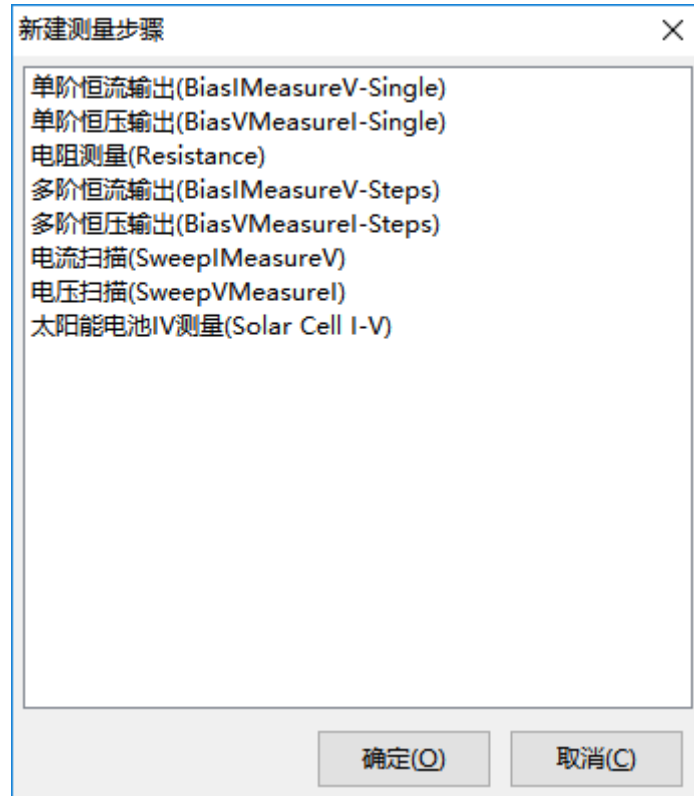 新建测量步骤
单阶恒流输出(BiasIMeasureV-Single)
单阶恒压输出(BiasVMeasureI-Single)
电阻测量(Resistance)
多阶恒流输出(BiasIMeasureV-Steps)
多阶恒压输出(BiasVMeasureI-Steps)
电流扫描(SweepIMeasureV)
电压扫描(SweepVMeasureI)
太阳能电池IV测量(Solar Cell I-V)
确定(O) 取消(C)